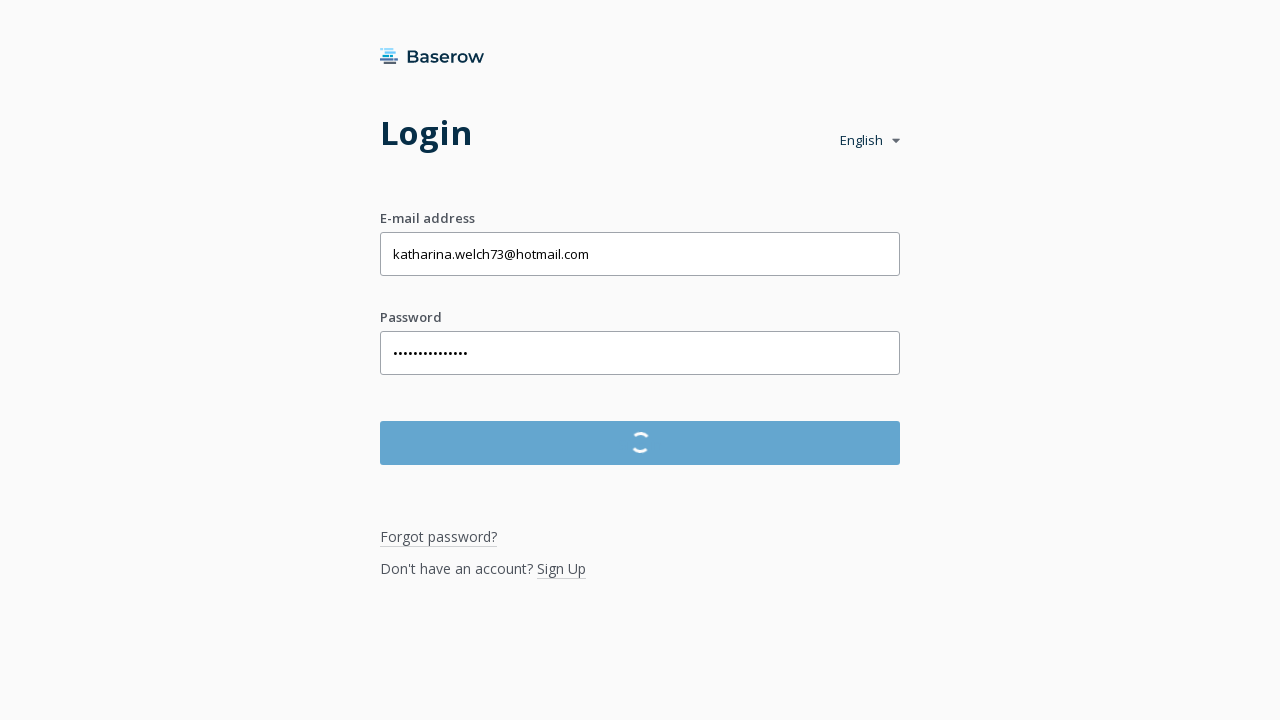 Baserow
Login
English
E-mail address
katharina.welch73@hotmail.com
Password
•••••••••••••••
Forgot password?
Don't have an account? Sign Up